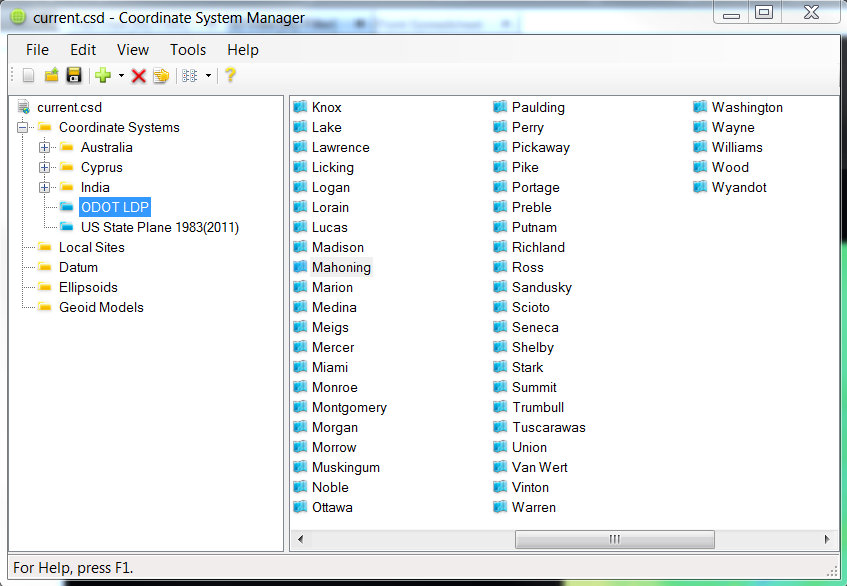 current.csd - Coordinate System Manager
File Edit View Tools Help
current.csd
Coordinate Systems
Australia
Cyprus
India
ODOT LDP
US State Plane 1983(2011)
Local Sites
Datum
Ellipsoids
Geoid Models
Knox
Lake
Lawrence
Licking
Logan
Lorain
Lucas
Madison
Mahoning
Marion
Medina
Meigs
Mercer
Miami
Monroe
Montgomery
Morgan
Morrow
Muskingum
Noble
Ottawa
Paulding
Perry
Pickaway
Pike
Portage
Preble
Putnam
Richland
Ross
Sandusky
Scioto
Seneca
Shelby
Stark
Summit
Trumbull
Tuscarawas
Union
Van Wert
Vinton
Warren
Washington
Wayne
Williams
Wood
Wyandot
For Help, press F1.